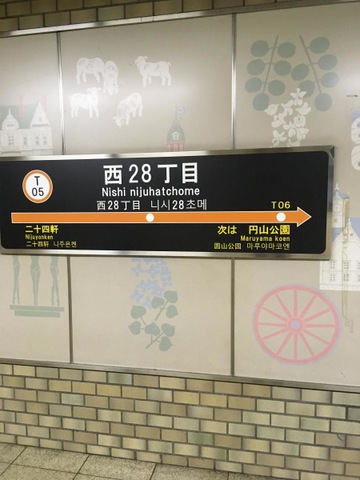 T
05
西28丁目
Nishi nijuhatchome
西28丁目 니시28초메
T06
二十四軒
Nijuyonken
二十四軒 니주욘켄
次は 円山公園
Maruyama koen
圆山公园 마루야마코엔